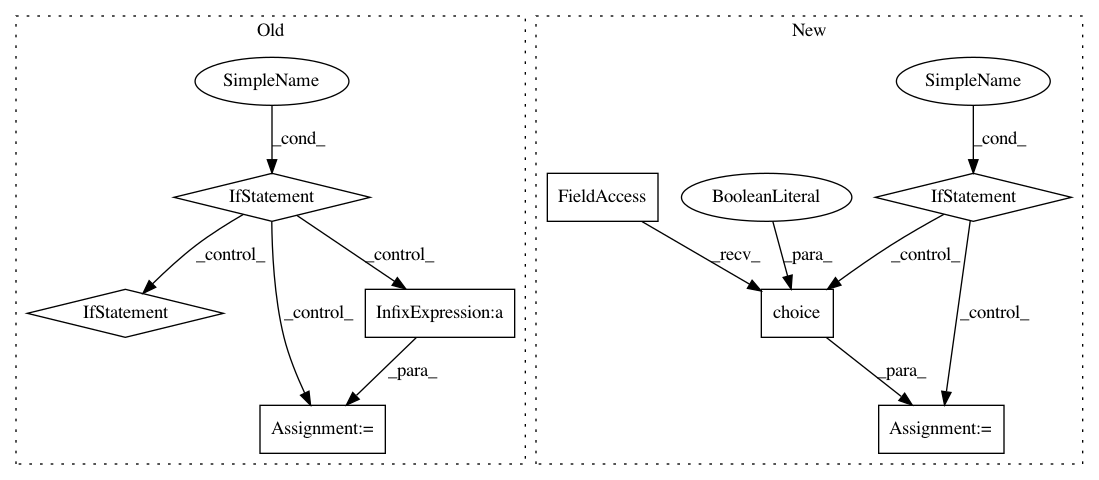 Old
New
SimpleName
SimpleName
_cond_
_cond_
IfStatement
FieldAccess
BooleanLiteral
IfStatement
_control_
_control_
_recv_
_para_
_control_
IfStatement
_control_
InfixExpression:a
choice
_control_
_para_
_para_
Assignment:=
Assignment:=